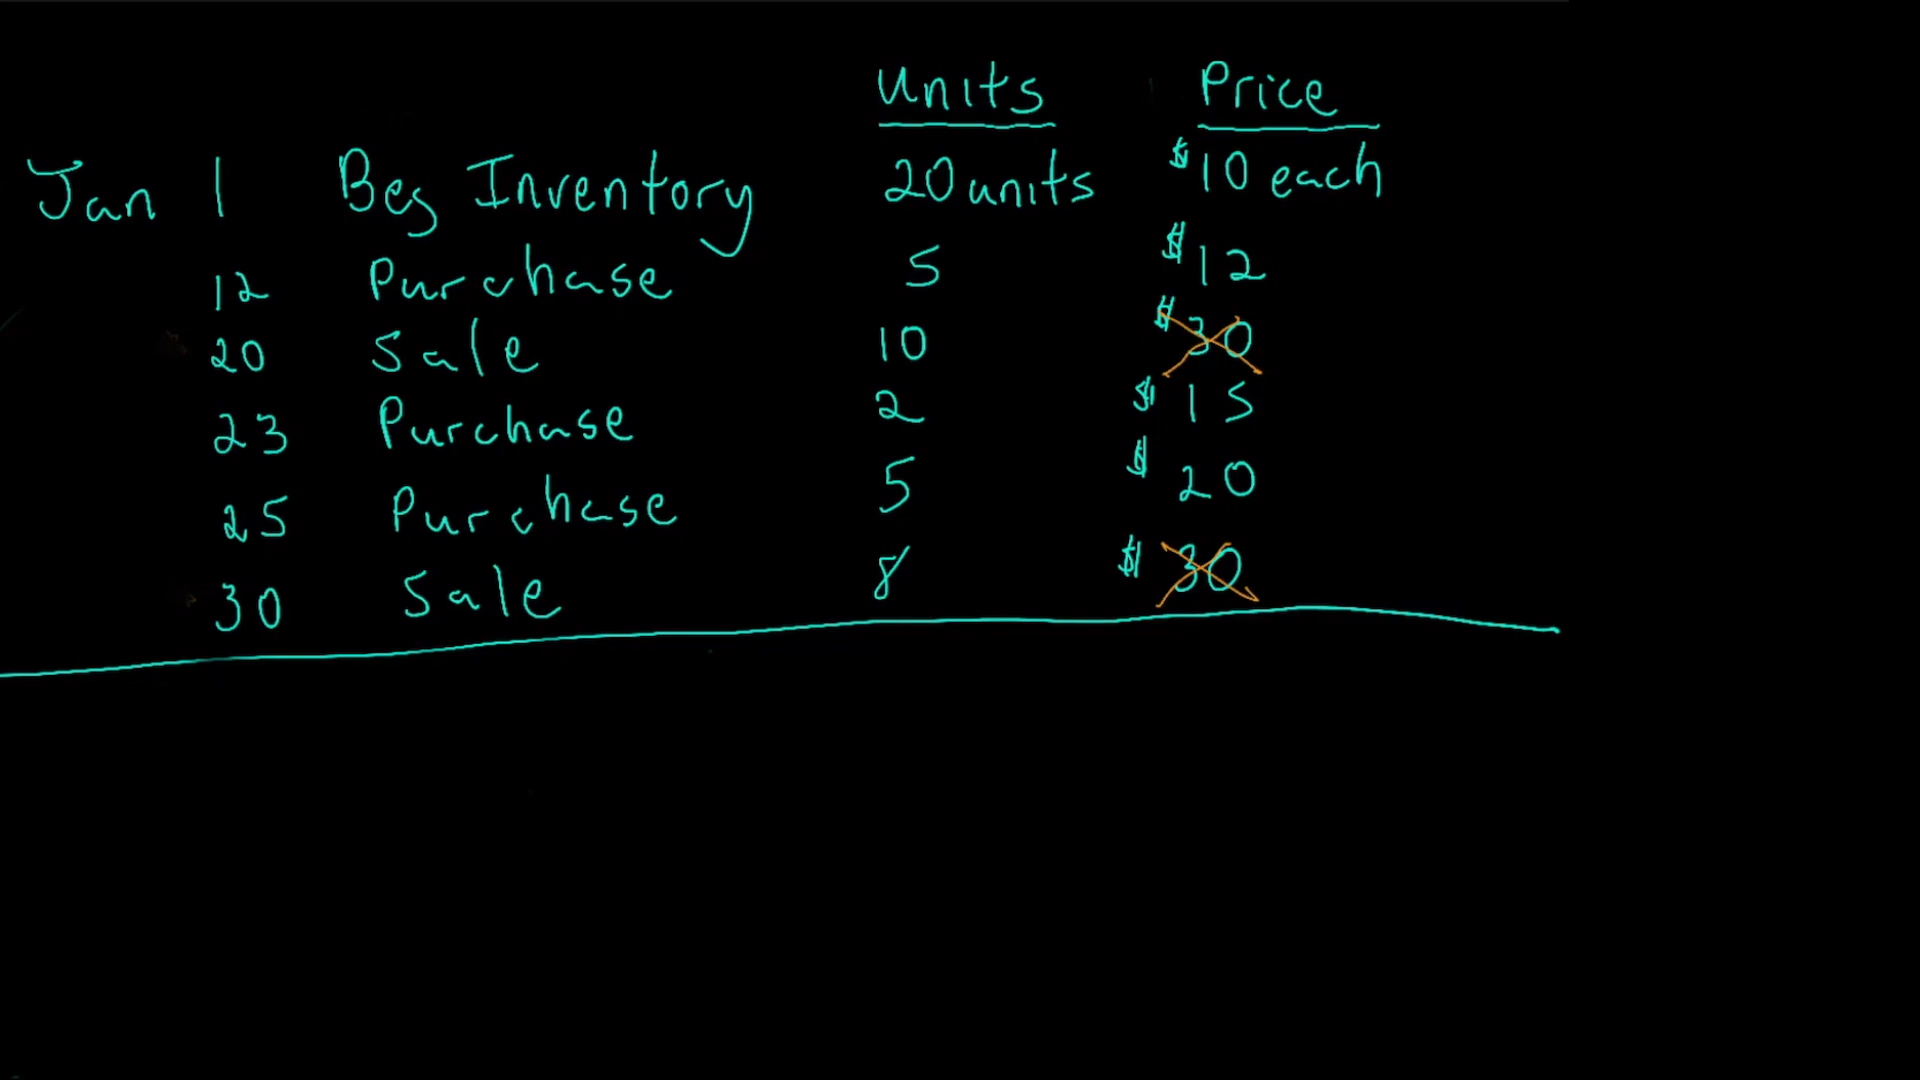 Units Price
Jan 1 Beg Inventory 20 units $10 each
12 Purchase 5 $12
20 Sale 10 $30
23 Purchase 2 $15
25 Purchase 5 $20
30 Sale 8 $30